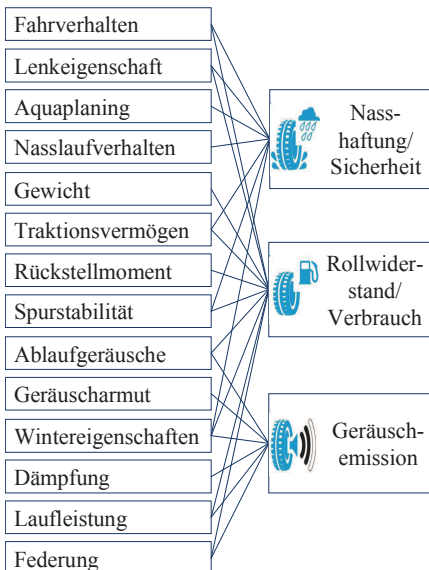 Fahrverhalten
Lenkeigenschaft
Aquaplaning
Nasslaufverhalten
Gewicht
Traktionsvermögen
Rückstellmoment
Spurstabilität
Ablaufgeräusche
Geräuscharmut
Wintereigenschaften
Dämpfung
Laufleistung
Federung
Nass-
haftung/
Sicherheit
Rollwider-
stand/
Verbrauch
Geräusch-
emission